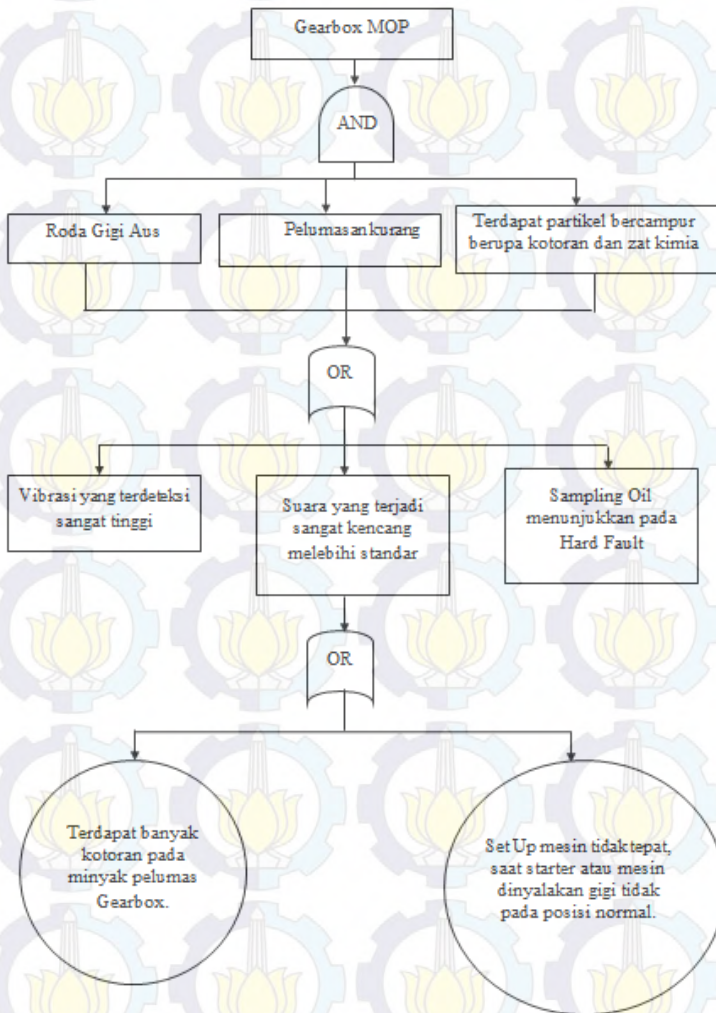 Gearbox MOP
AND
Roda Gigi Aus
Pelumasankurang
Terdapat partikel bercampur
berupa kotoran dan zat kimia
OR
Vibrasi yang terdeteksi
sangat tinggi
Suara yang terjadi
sangat kencang
melebihi standar
Sampling Oil
menunjukkan pada
Hard Fault
OR
Terdapat banyak
kotoran pada
minyak pelumas
Gearbox.
Set Up mesin tidak tepat,
saat starter atau mesin
dinyalakan gigi tidak
pada posisi normal.